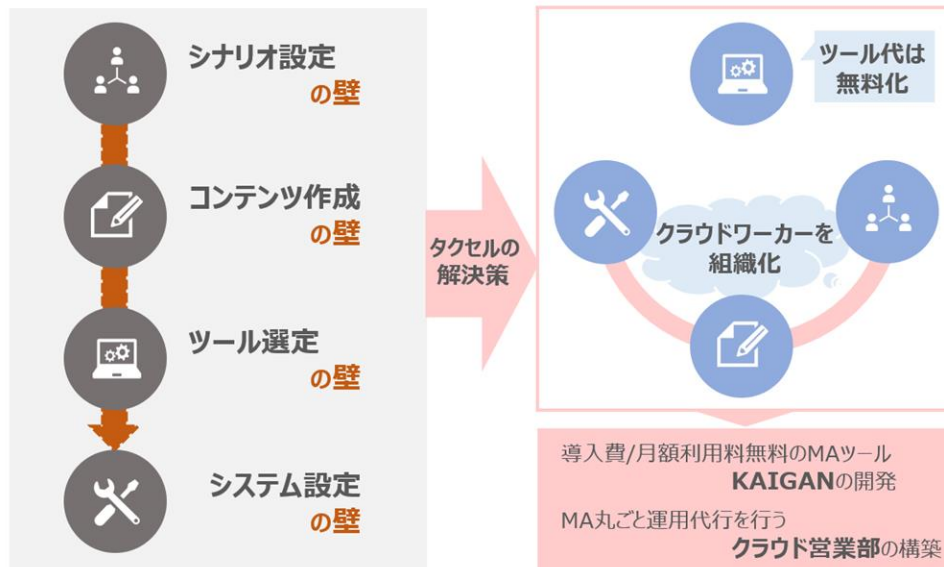 シナリオ設定
の壁
コンテンツ作成
の壁
ツール選定
の壁
システム設定
の壁
タクセルの
解決策
ツール代は
無料化
クラウドワーカーを
組織化
導入費/月額利用料無料のMAツール
KAIGANの開発
MA丸ごと運用代行を行う
クラウド営業部の構築